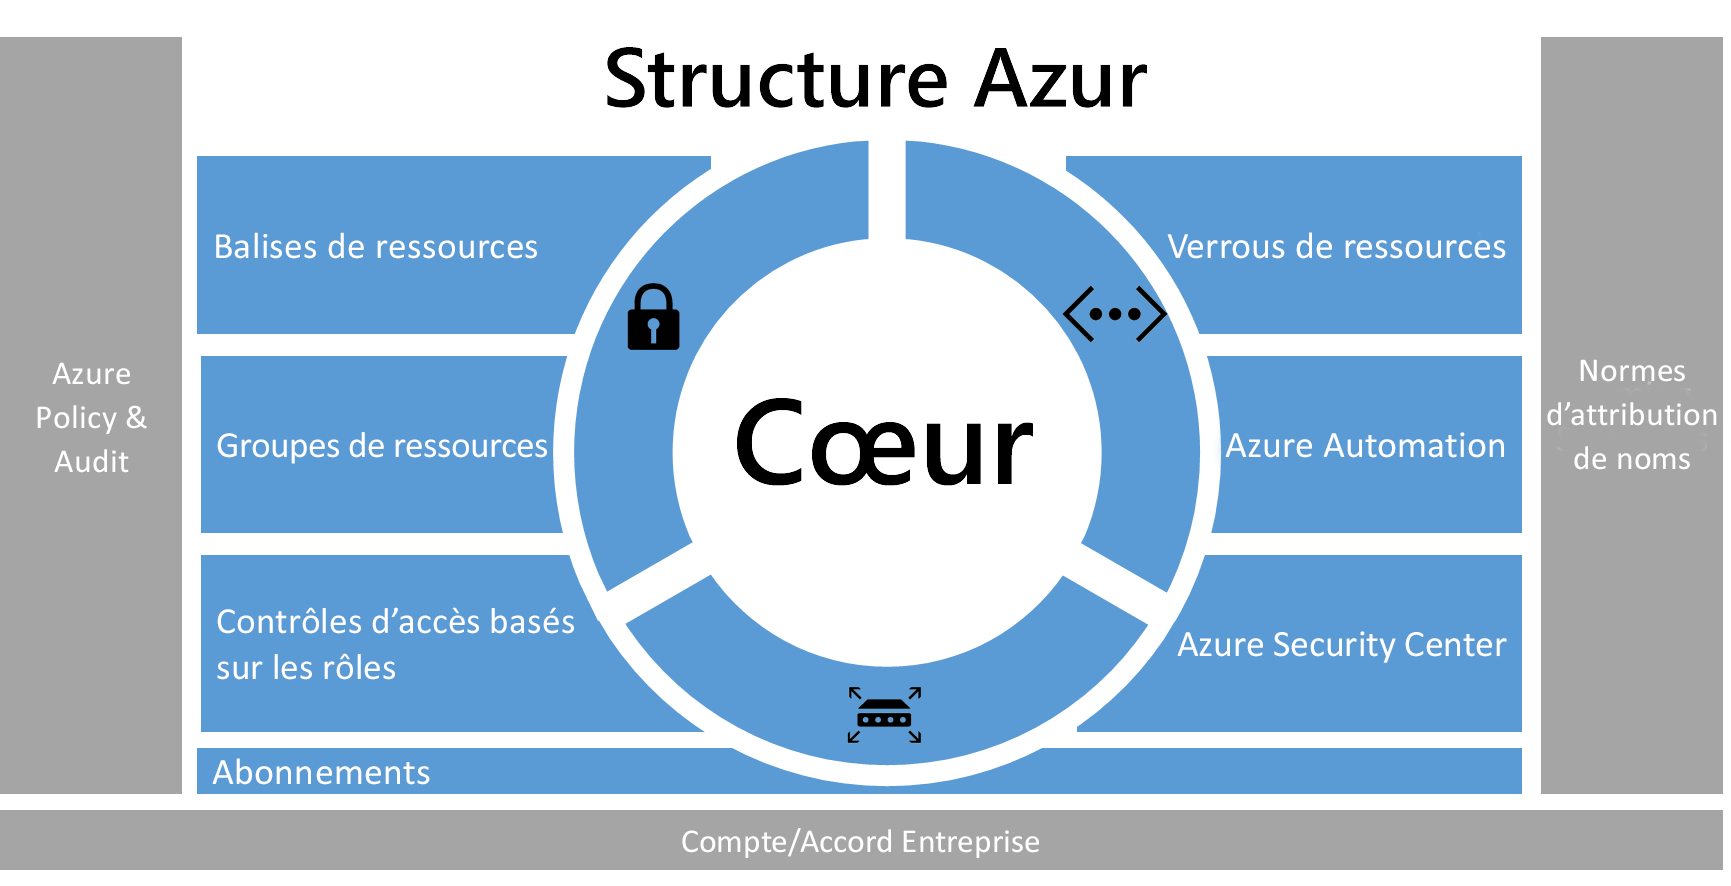 Structure Azur
Azure
Policy &
Audit
Balises de ressources
Groupes de ressources
Contrôles d’accès basés
sur les rôles
Abonnements
Cœur
Verrous de ressources
Azure Automation
Azure Security Center
Normes
d’attribution
de noms
Compte/Accord Entreprise